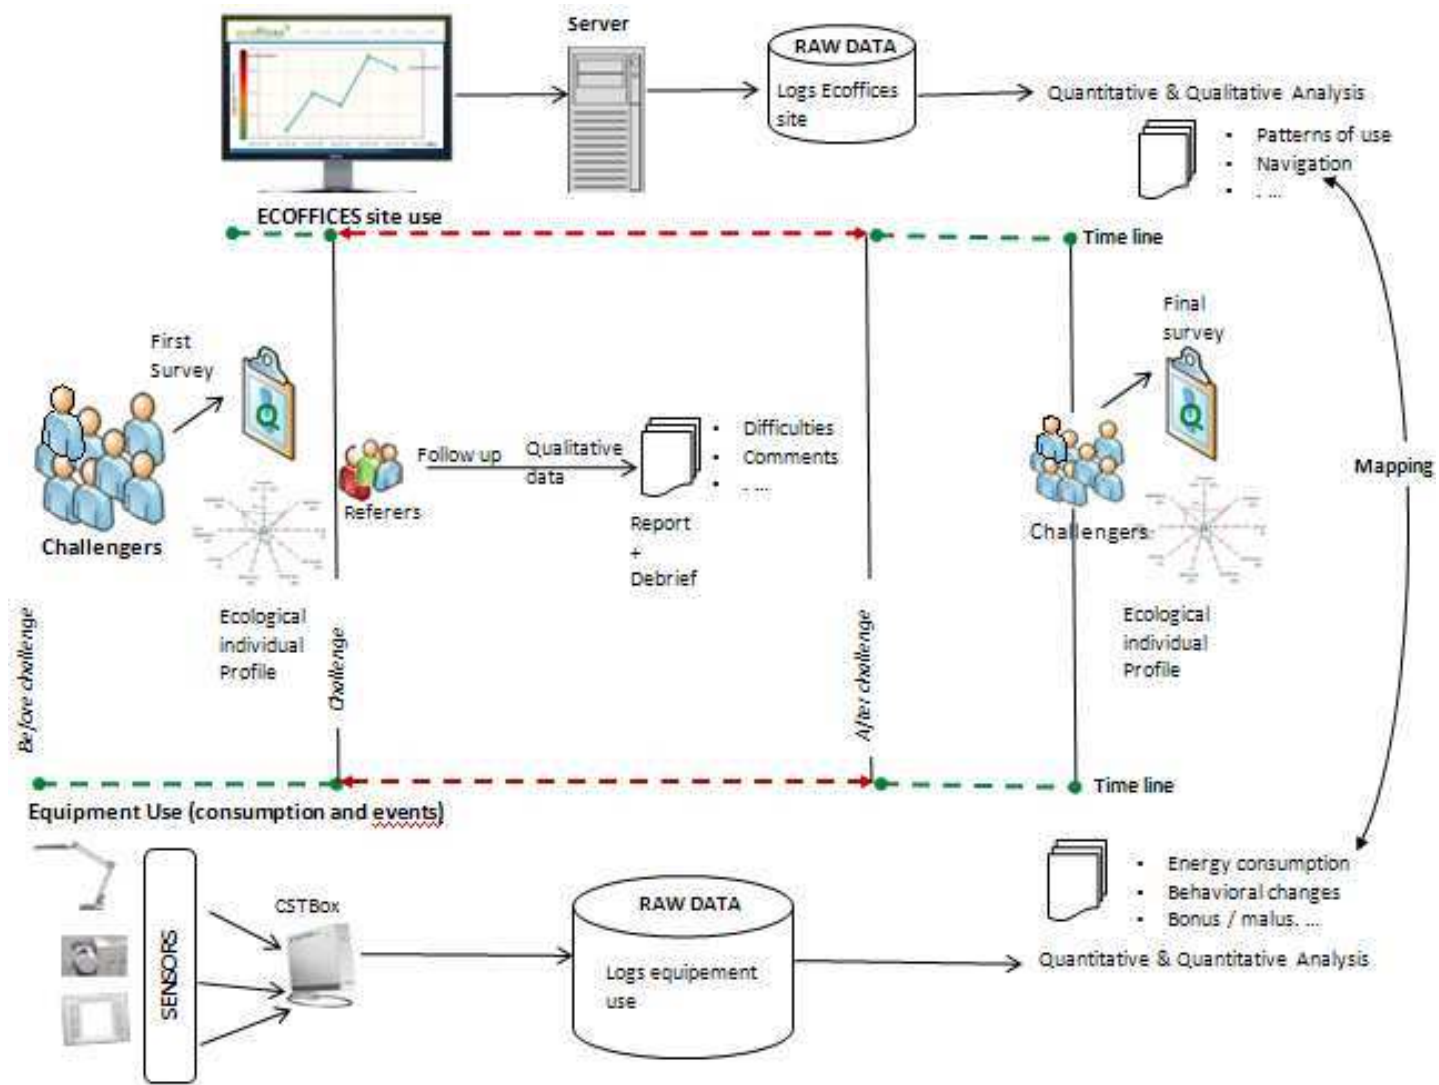 Server
RAW DATA
Logs Ecoffices
site
Quantitative & Qualitative Analysis
• Patterns of use
• Navigation
• . ...
ECOFFICES site use
Time line
First
Survey
Final
survey
Follow up
Qualitative
data
• Difficulties
• Comments
• . ...
Mapping
Referers
Report
+
Debrief
Challengers
Challengers
Ecological
individual
Profile
Ecological
individual
Profile
Before challenge
Challenge
After challenge
Time line
Equipment Use (consumption and events)
• Energy consumption
• Behavioral changes
• Bonus / malus. ...
SENSORS
CSTBox
RAW DATA
Logs equipement
use
Quantitative & Quantitative Analysis